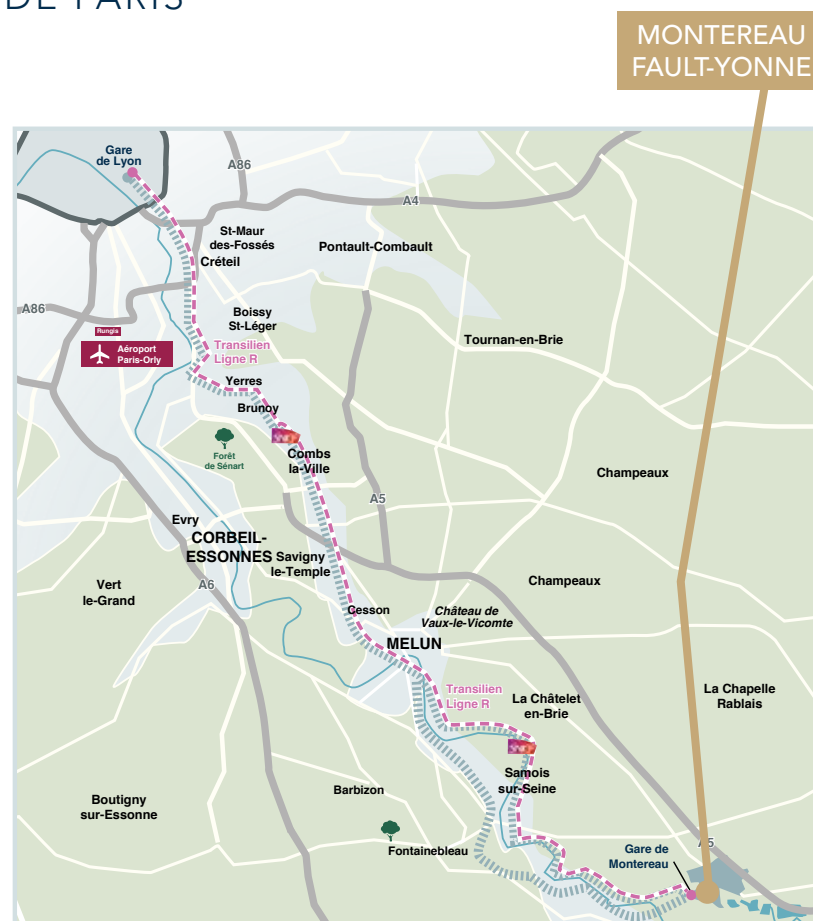 DE PARIS
MONTEREAU
FAULT-YONNE
Gare
de Lyon
A86
A4
St-Maur
des-Fossés
Créteil
Pontault-Combault
A86
Boissy
St-Léger
Rungis
Aéroport
Paris-Orly
Transilien
Ligne R
Tournan-en-Brie
Yerres
Brunoy
Forêt
de Sénart
Combs
la-Ville
Champeaux
A5
Evry
CORBEIL-
ESSONNES
Savigny
le-Temple
Vert
le-Grand
A6
Champeaux
Cesson
Château de
Vaux-le-Vicomte
MELUN
Transilien
Ligne R
La Châtelet
en-Brie
La Chapelle
Rablais
Samois
sur-Seine
Barbizon
Boutigny
sur-Essonne
Fontainebleau
Gare de
Montereau
A5